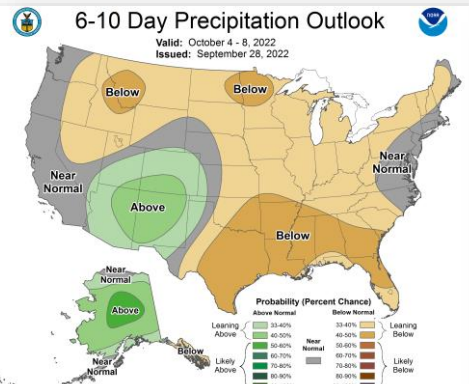 6-10 Day Precipitation Outlook
Valid: October 4 - 8, 2022
Issued: September 28, 2022
NOAA
Below
Below
Near
Normal
Near
Normal
Above
Below
Near
Normal
Above
Near
Normal
Below
Probability (Percent Chance)
Above Normal
Below Normal
Leaning
Above
33-40%
40-50%
50-60%
60-70%
70-80%
80-90%
Likely
Above
Near
Normal
33-40%
40-50%
50-60%
60-70%
70-80%
80-90%
Leaning
Below
Likely
Below